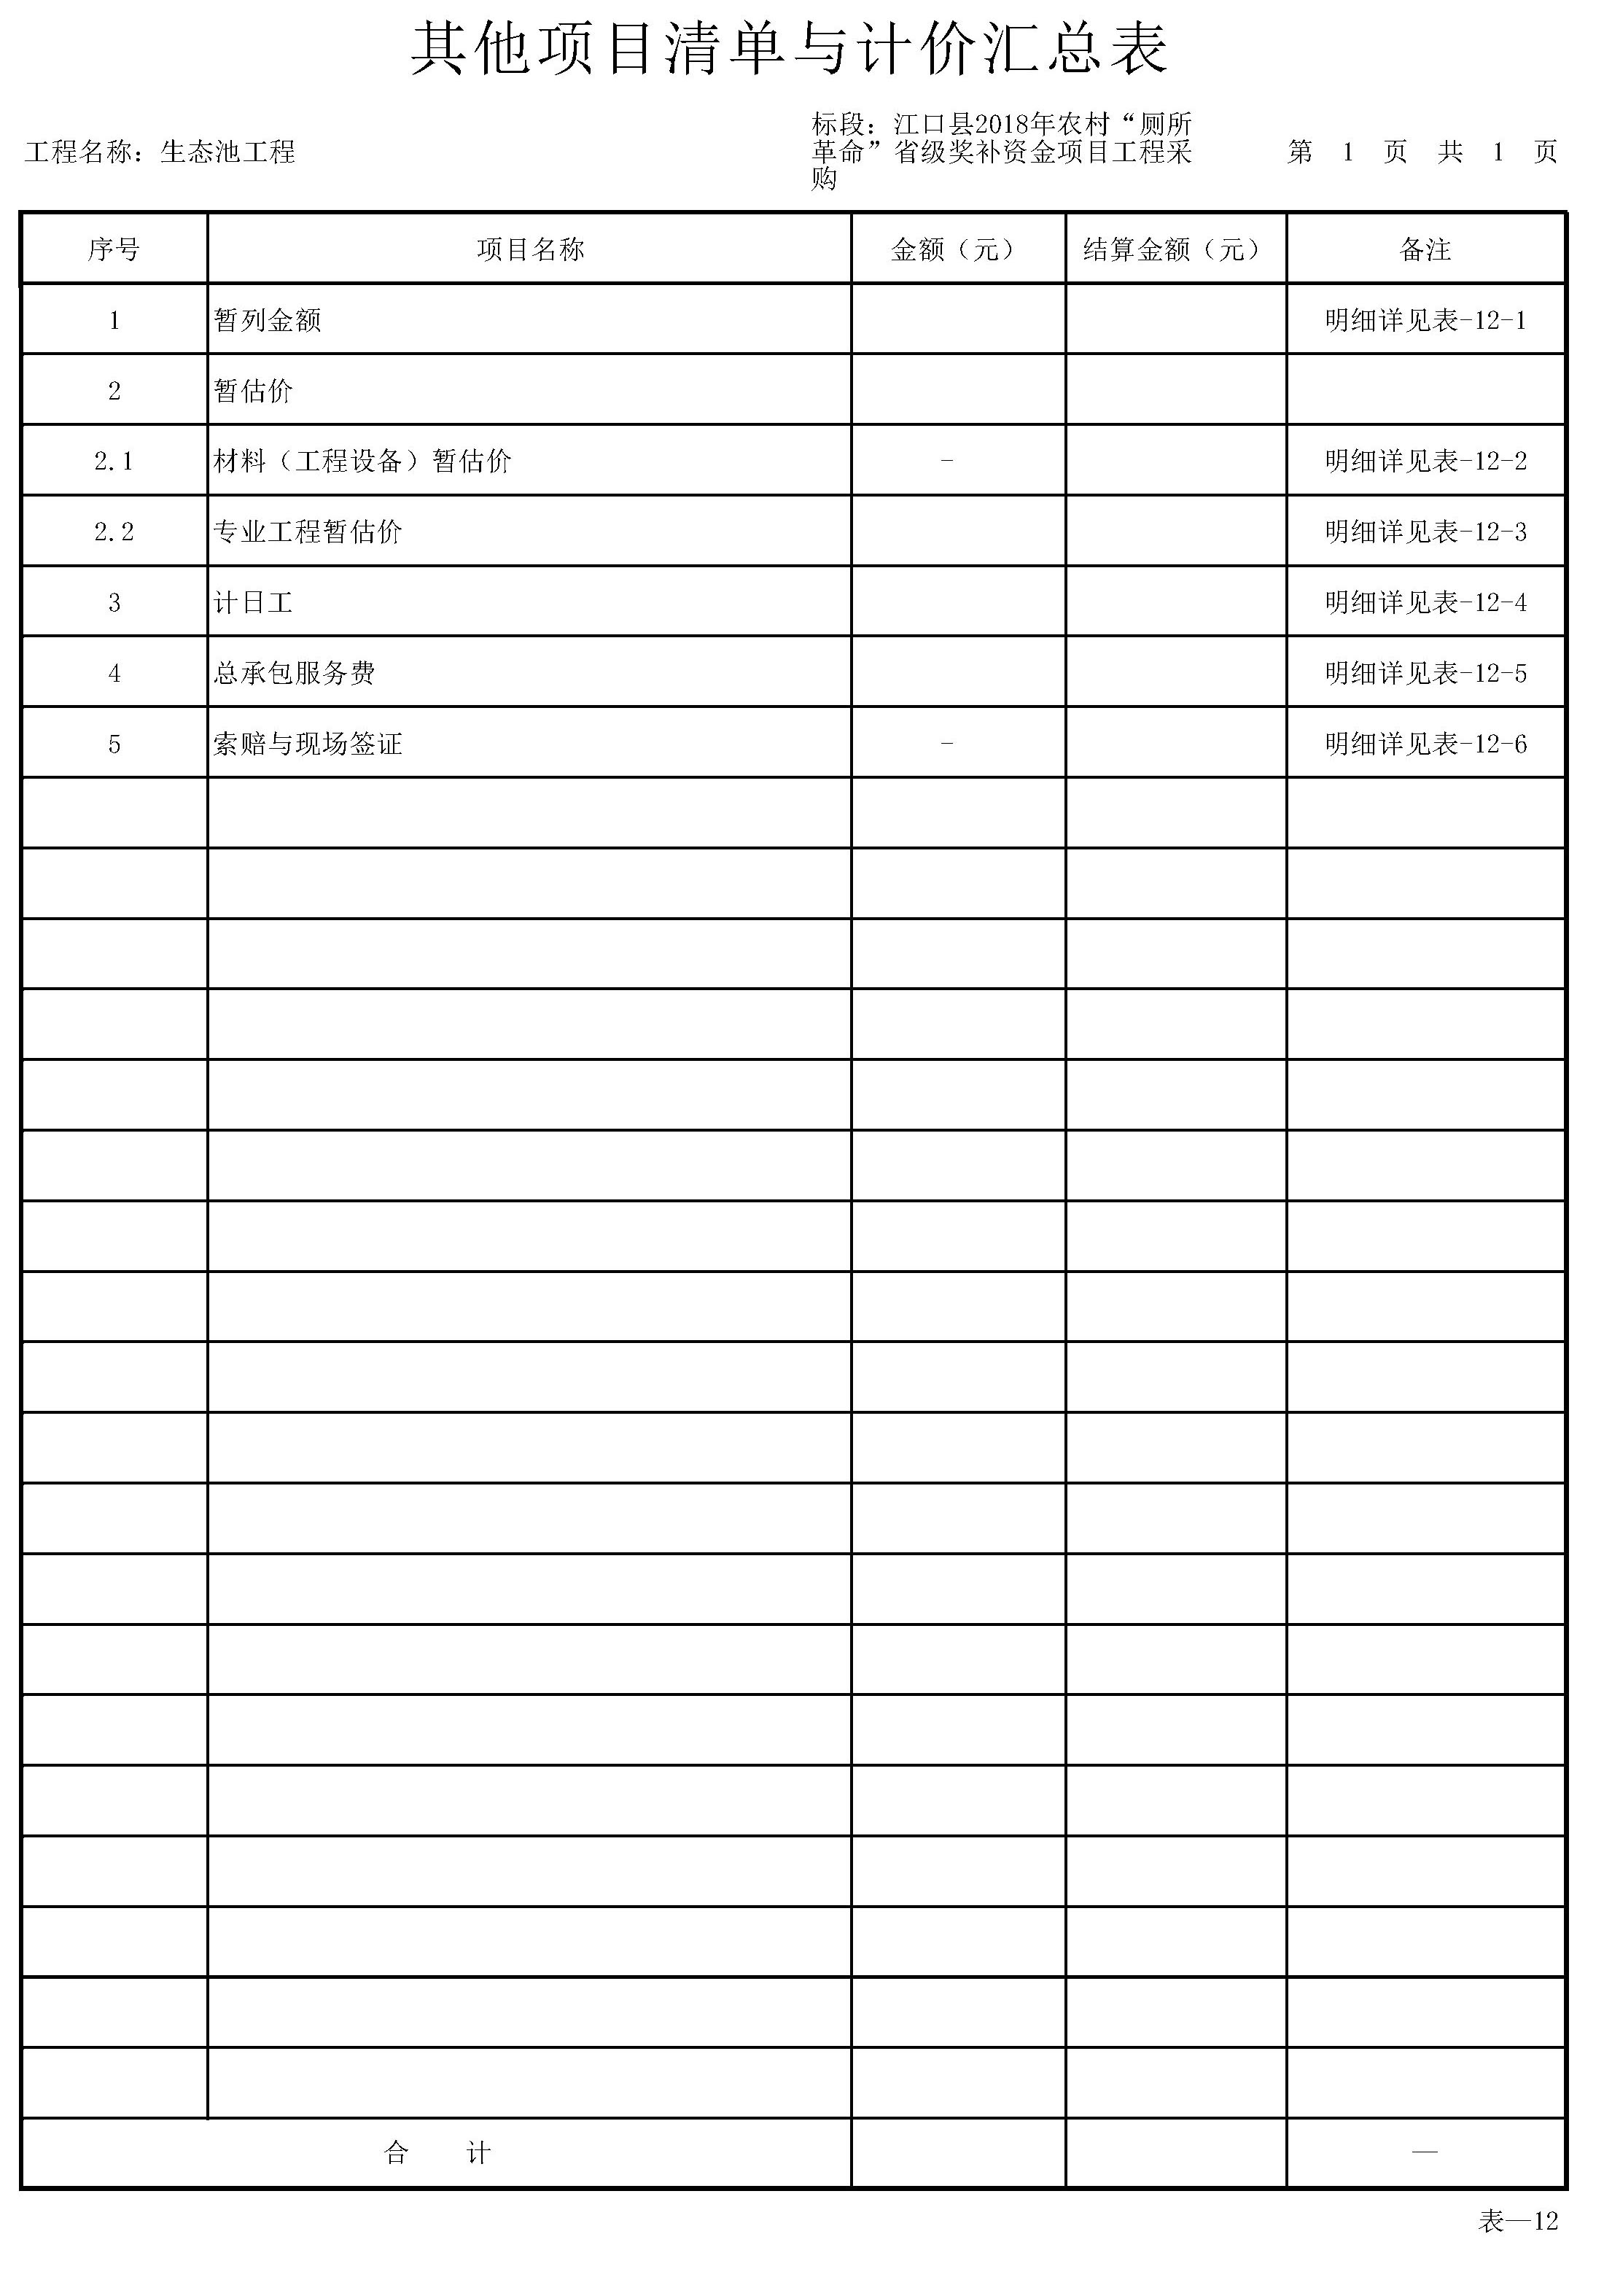 其他项目清单与计价汇总表
工程名称：生态池工程
标段：江口县2018年农村“厕所
革命”省级奖补资金项目工程采
购
第 1 页 共 1 页
序号 项目名称 金额（元） 结算金额（元） 备注
1 暂列金额 明细详见表-12-1
2 暂估价
2.1 材料（工程设备）暂估价 - 明细详见表-12-2
2.2 专业工程暂估价 明细详见表-12-3
3 计日工 明细详见表-12-4
4 总承包服务费 明细详见表-12-5
5 索赔与现场签证 - 明细详见表-12-6
合 计 —
表—12